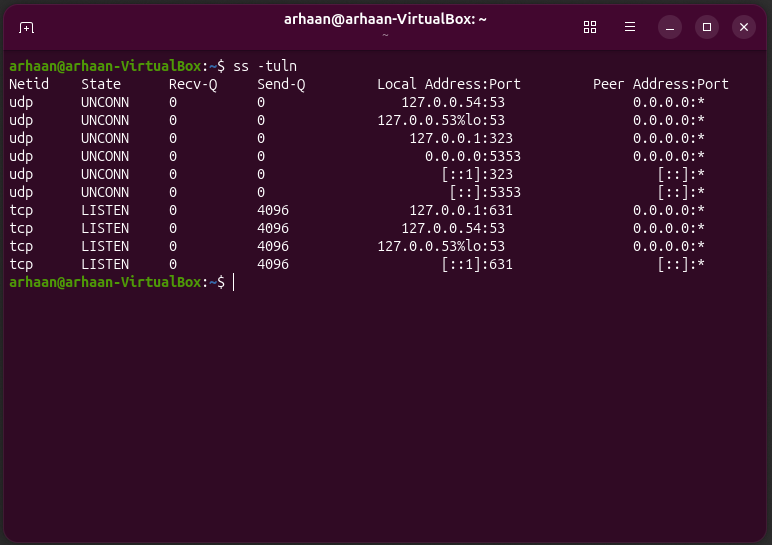 arhaan@arhaan-VirtualBox: ~
~
arhaan@arhaan-VirtualBox:~$ ss -tuln
Netid State Recv-Q Send-Q Local Address:Port Peer Address:Port
udp UNCONN 0 0 127.0.0.54:53 0.0.0.0:*
udp UNCONN 0 0 127.0.0.53%lo:53 0.0.0.0:*
udp UNCONN 0 0 127.0.0.1:323 0.0.0.0:*
udp UNCONN 0 0 0.0.0.0:5353 0.0.0.0:*
udp UNCONN 0 0 [::1]:323 [::]:*
udp UNCONN 0 0 [::]:5353 [::]:*
tcp LISTEN 0 4096 127.0.0.1:631 0.0.0.0:*
tcp LISTEN 0 4096 127.0.0.54:53 0.0.0.0:*
tcp LISTEN 0 4096 127.0.0.53%lo:53 0.0.0.0:*
tcp LISTEN 0 4096 [::1]:631 [::]:*
arhaan@arhaan-VirtualBox:~$